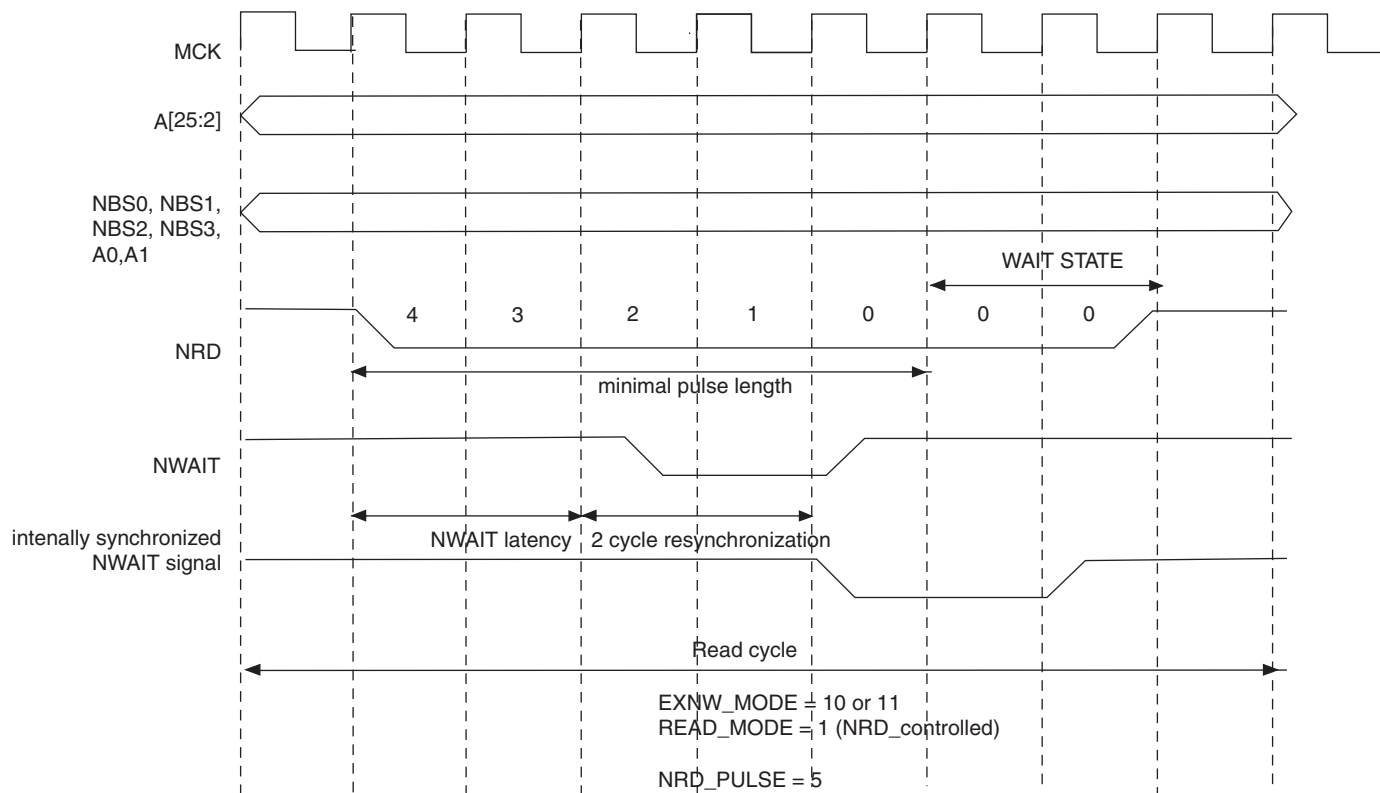 MCK
A[25:2]
NBS0, NBS1,
NBS2, NBS3,
A0,A1
WAIT STATE
4 3 2 1 0 0 0
NRD
minimal pulse length
NWAIT
intenally synchronized
NWAIT signal
NWAIT latency 2 cycle resynchronization
Read cycle
EXNW_MODE = 10 or 11
READ_MODE = 1 (NRD_controlled)
NRD_PULSE = 5